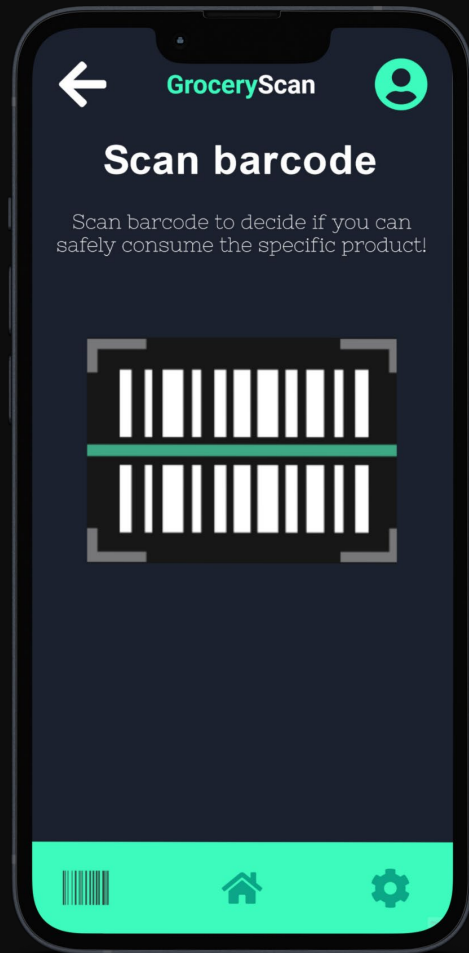 GroceryScan
Scan barcode
Scan barcode to decide if you can
safely consume the specific product!